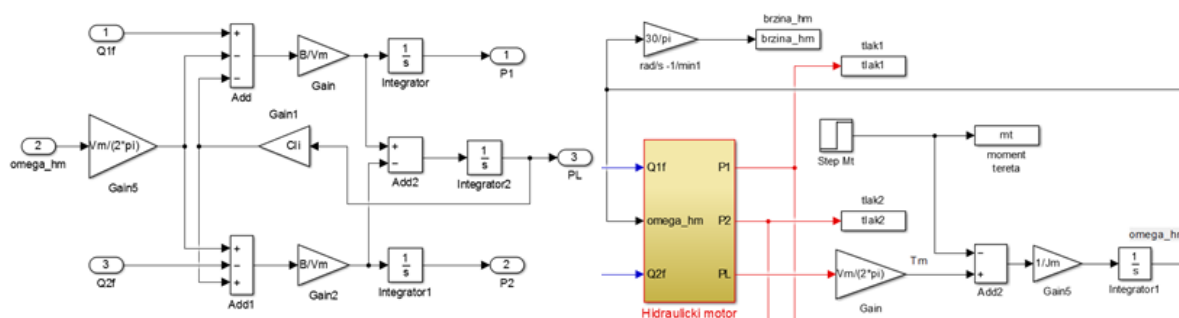 1
Q1f
2
omega_hm
Vm/(2*pi)
Gain5
3
Q2f
+
−
−
Add
B/Vm
Gain
1
s
Integrator
1
P1
Gain1
Cli
+
−
Add2
1
s
Integrator2
3
PL
+
−
+
Add1
B/Vm
Gain2
1
s
Integrator1
2
P2
30/pi
rad/s -1/min1
brzina_hm
brzina_hm
tlak1
tlak1
Step Mt
mt
moment
tereta
Q1f
omega_hm
Q2f
P1
P2
PL
Hidraulicki motor
tlak2
tlak2
Vm/(2*pi)
Gain
Tm
−
+
Add2
1/Jm
Gain5
1
s
Integrator1